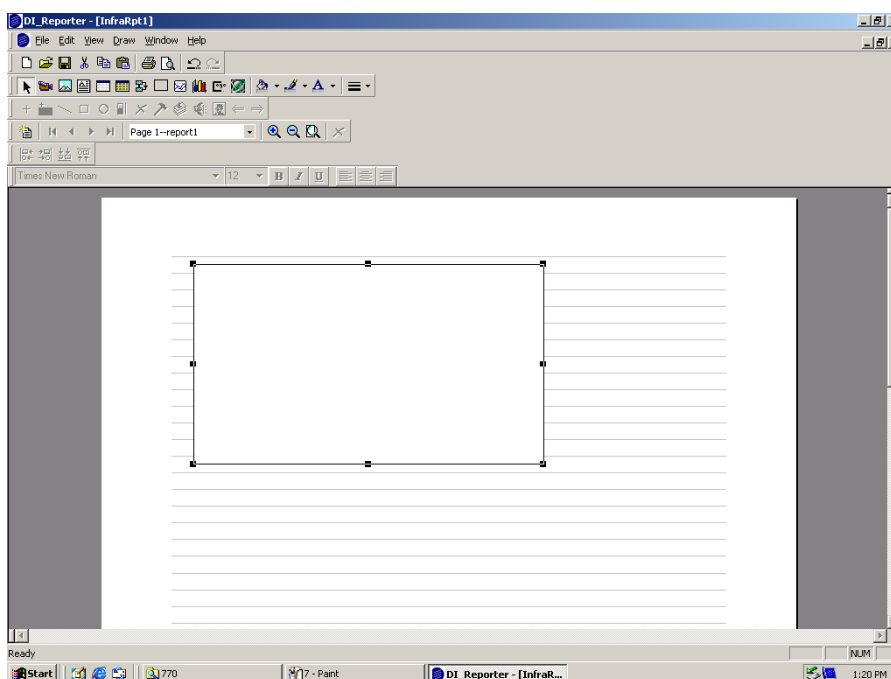 DI_Reporter - [InfraRpt1]
File Edit View Draw Window Help
Page 1--report1
Times New Roman 12 B I U
Ready NUM
Start 770 7 - Paint DI_Reporter - [InfraR... 1:20 PM